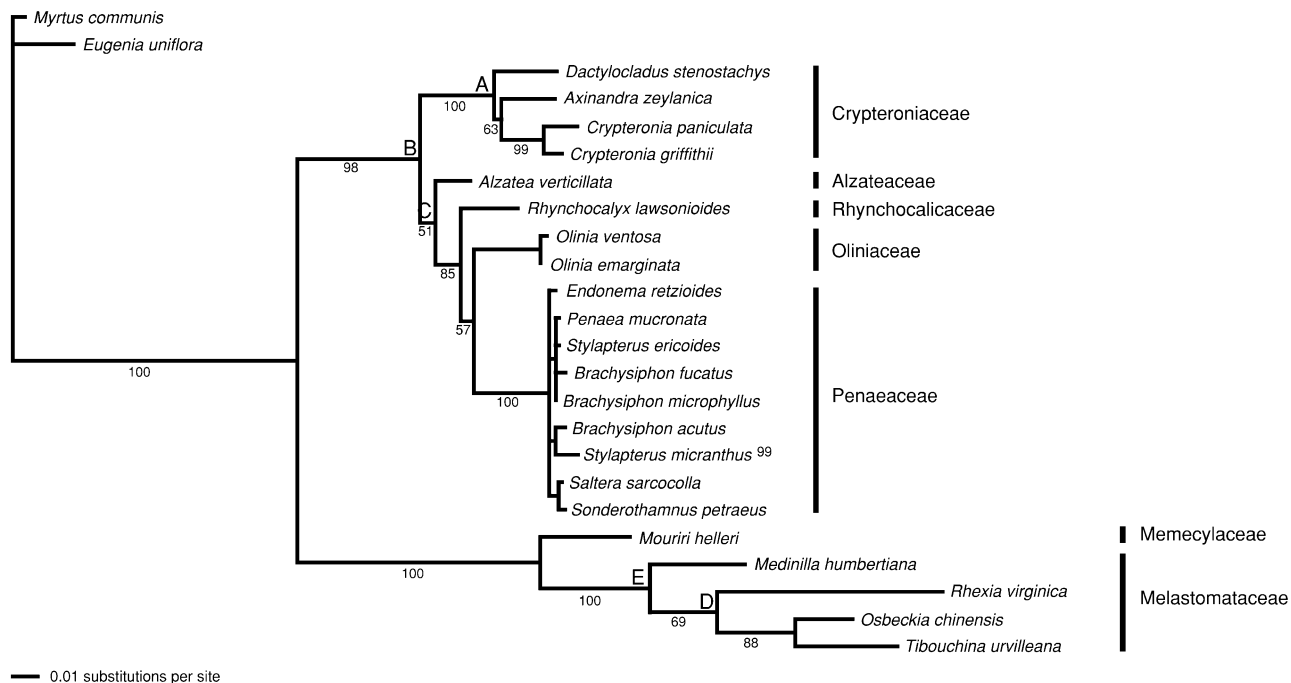 Myrtus communis
Eugenia uniflora
A
Dactylocladus stenostachys
100
Axinandra zeylanica
Crypteroniaceae
63
Crypteronia paniculata
B
99
Crypteronia griffithii
98
Alzatea verticillata
Alzateaceae
C
Rhynchocalyx lawsonioides
Rhynchocalicaceae
51
Olinia ventosa
Oliniaceae
85
Olinia emarginata
Endonema retzioides
57
Penaea mucronata
Stylapterus ericoides
100
Brachysiphon fucatus
Penaeaceae
100
Brachysiphon microphyllus
Brachysiphon acutus
Stylapterus micranthus 99
Saltera sarcocolla
Sonderothamnus petraeus
Mouriri helleri
Memecylaceae
100
E
Medinilla humbertiana
100
D
Rhexia virginica
Melastomataceae
69
Osbeckia chinensis
88
Tibouchina urvilleana
0.01 substitutions per site